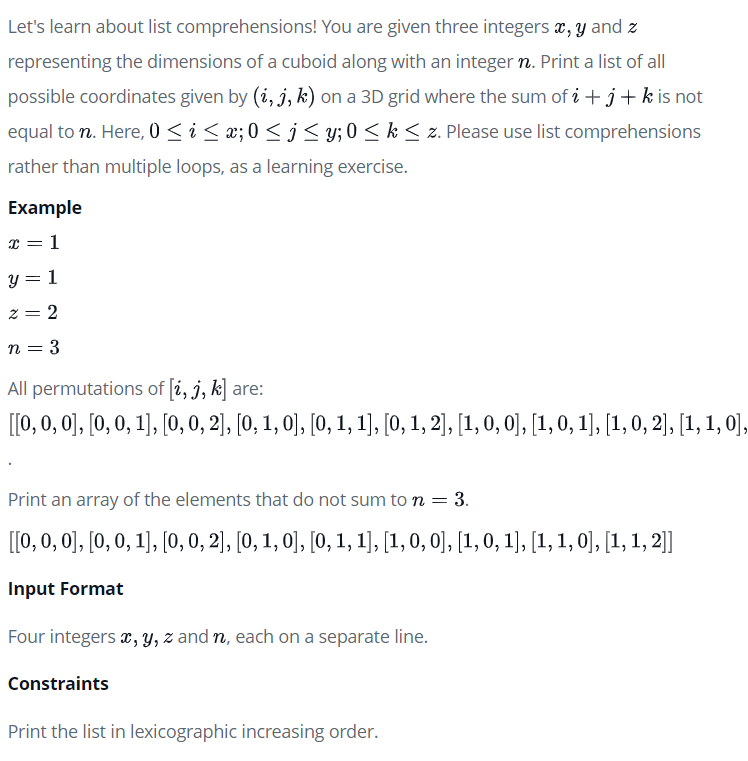 Let's learn about list comprehensions! You are given three integers x, y and z
representing the dimensions of a cuboid along with an integer n. Print a list of all
possible coordinates given by (i, j, k) on a 3D grid where the sum of i + j + k is not
equal to n. Here, 0 ≤ i ≤ x; 0 ≤ j ≤ y; 0 ≤ k ≤ z. Please use list comprehensions
rather than multiple loops, as a learning exercise.
Example
x = 1
y = 1
z = 2
n = 3
All permutations of [i, j, k] are:
[[0, 0, 0], [0, 0, 1], [0, 0, 2], [0, 1, 0], [0, 1, 1], [0, 1, 2], [1, 0, 0], [1, 0, 1], [1, 0, 2], [1, 1, 0],
.
Print an array of the elements that do not sum to n = 3.
[[0, 0, 0], [0, 0, 1], [0, 0, 2], [0, 1, 0], [0, 1, 1], [1, 0, 0], [1, 0, 1], [1, 1, 0], [1, 1, 2]]
Input Format
Four integers x, y, z and n, each on a separate line.
Constraints
Print the list in lexicographic increasing order.